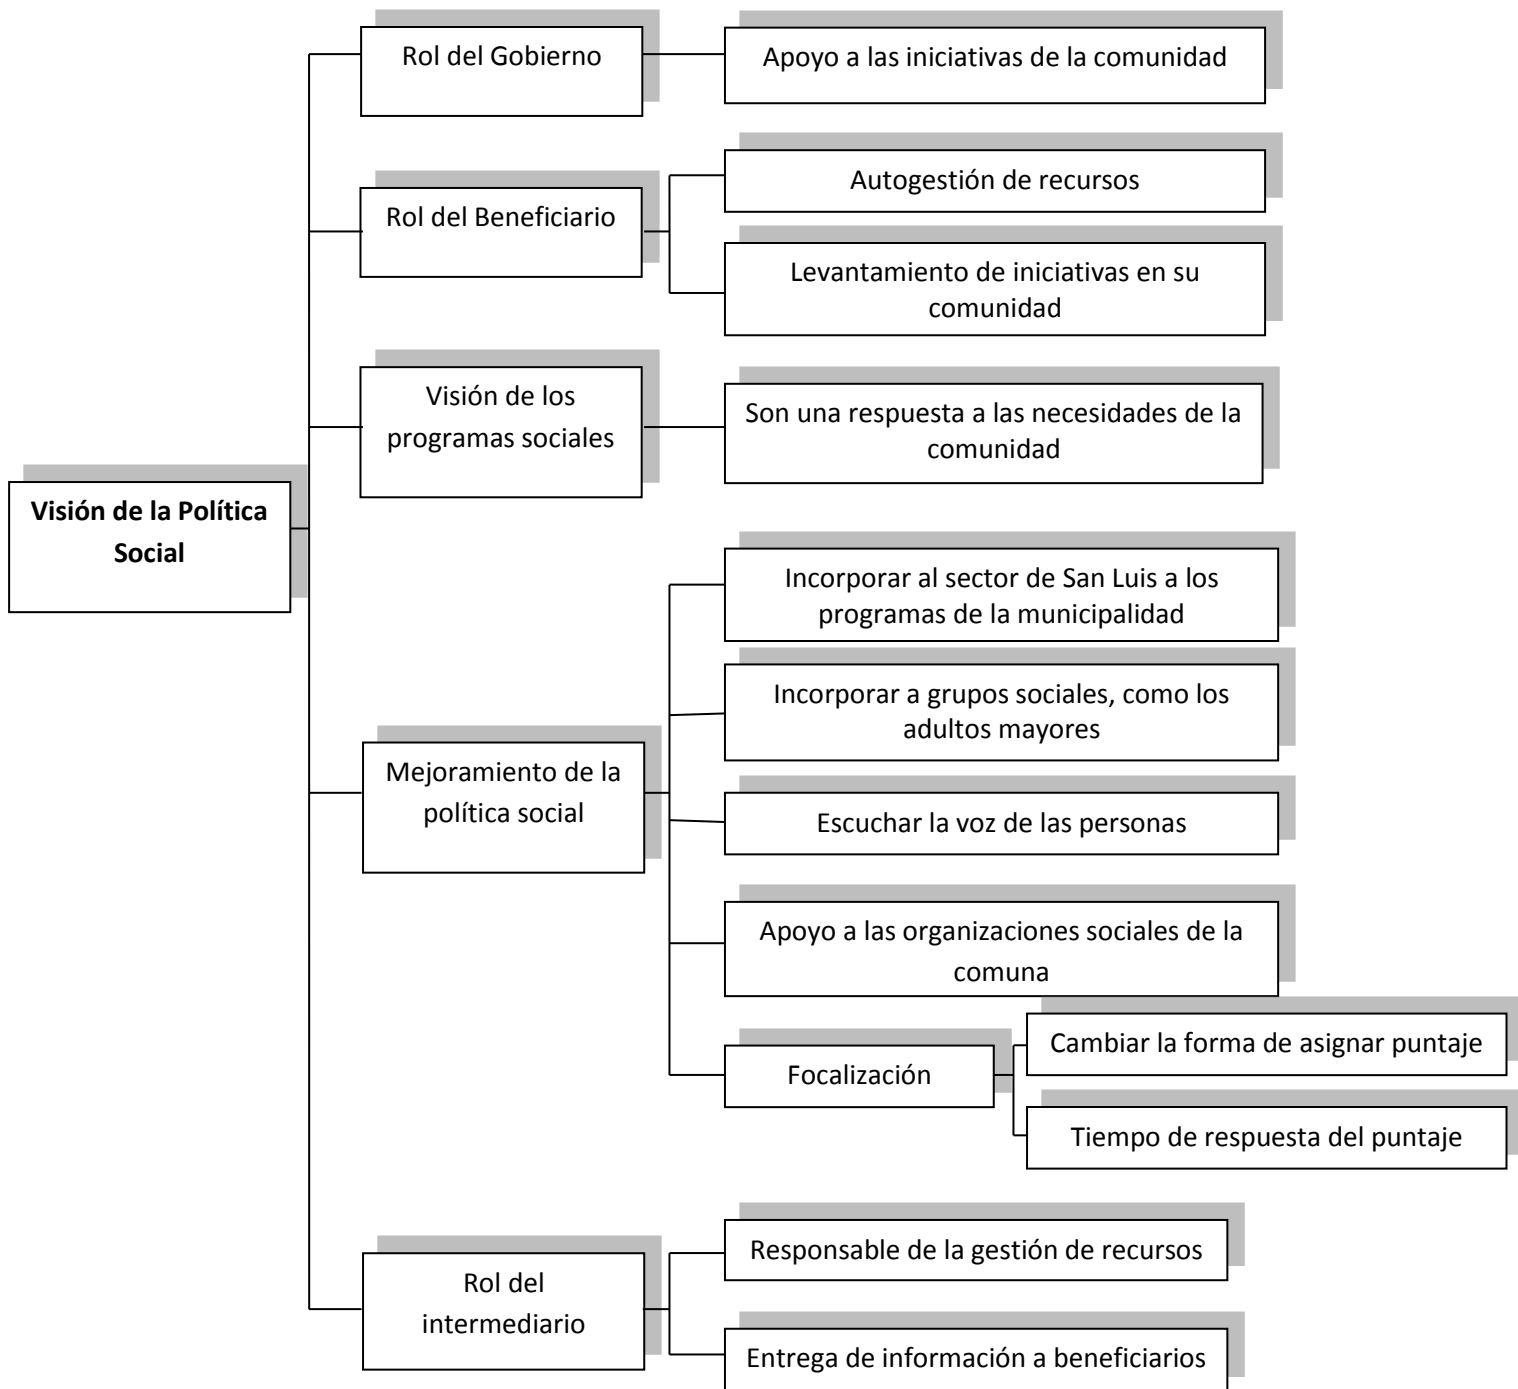 Rol del Gobierno
Apoyo a las iniciativas de la comunidad
Rol del Beneficiario
Autogestión de recursos
Levantamiento de iniciativas en su
comunidad
Visión de los
programas sociales
Son una respuesta a las necesidades de la
comunidad
Visión de la Política
Social
Mejoramiento de la
política social
Incorporar al sector de San Luis a los
programas de la municipalidad
Incorporar a grupos sociales, como los
adultos mayores
Escuchar la voz de las personas
Apoyo a las organizaciones sociales de la
comuna
Focalización
Cambiar la forma de asignar puntaje
Tiempo de respuesta del puntaje
Rol del
intermediario
Responsable de la gestión de recursos
Entrega de información a beneficiarios